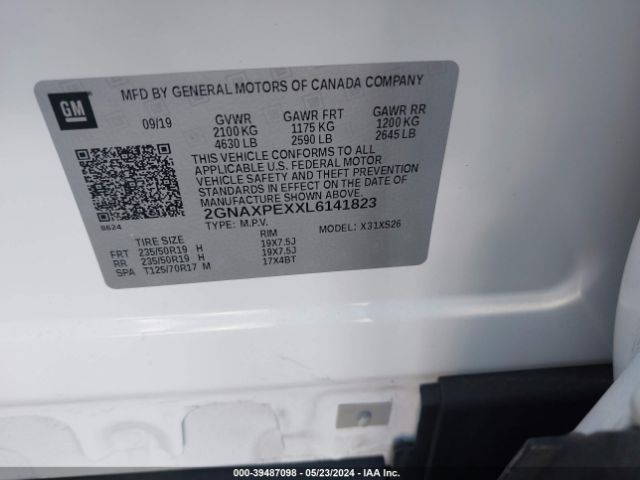 GM
MFD BY GENERAL MOTORS OF CANADA COMPANY
09/19 GVWR GAWR FRT GAWR RR
2100 KG 1175 KG 1200 KG
4630 LB 2590 LB 2645 LB
THIS VEHICLE CONFORMS TO ALL
APPLICABLE U.S. FEDERAL MOTOR
VEHICLE SAFETY AND THEFT PREVENTION
STANDARDS IN EFFECT ON THE DATE OF
MANUFACTURE SHOWN ABOVE.
2GNAXPEXXL6141823
8624 TYPE: M.P.V. MODEL: X31XS26
TIRE SIZE RIM
FRT 235/50R19 H 19X7.5J
RR 235/50R19 H 19X7.5J
SPA T125/70R17 M 17X4BT
000-39487098 - 05/23/2024 - IAA Inc.